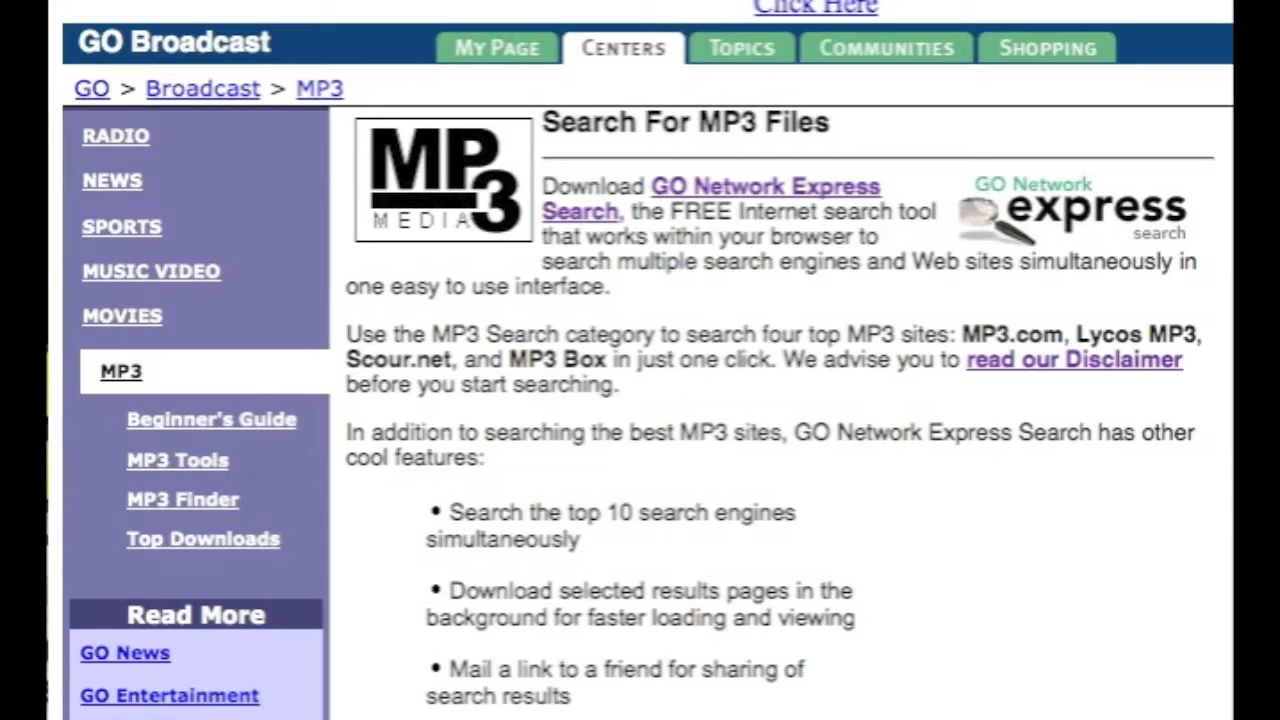 Click Here
GO Broadcast
MY PAGE
CENTERS
TOPICS
COMMUNITIES
SHOPPING
GO > Broadcast > MP3
RADIO
NEWS
SPORTS
MUSIC VIDEO
MOVIES
MP3
Beginner's Guide
MP3 Tools
MP3 Finder
Top Downloads
Read More
GO News
GO Entertainment
MP3
MEDIA
Search For MP3 Files
Download GO Network Express
Search, the FREE Internet search tool
that works within your browser to
search multiple search engines and Web sites simultaneously in
one easy to use interface.
GO Network
express
search
Use the MP3 Search category to search four top MP3 sites: MP3.com, Lycos MP3,
Scour.net, and MP3 Box in just one click. We advise you to read our Disclaimer
before you start searching.
In addition to searching the best MP3 sites, GO Network Express Search has other
cool features:
• Search the top 10 search engines
simultaneously
• Download selected results pages in the
background for faster loading and viewing
• Mail a link to a friend for sharing of
search results